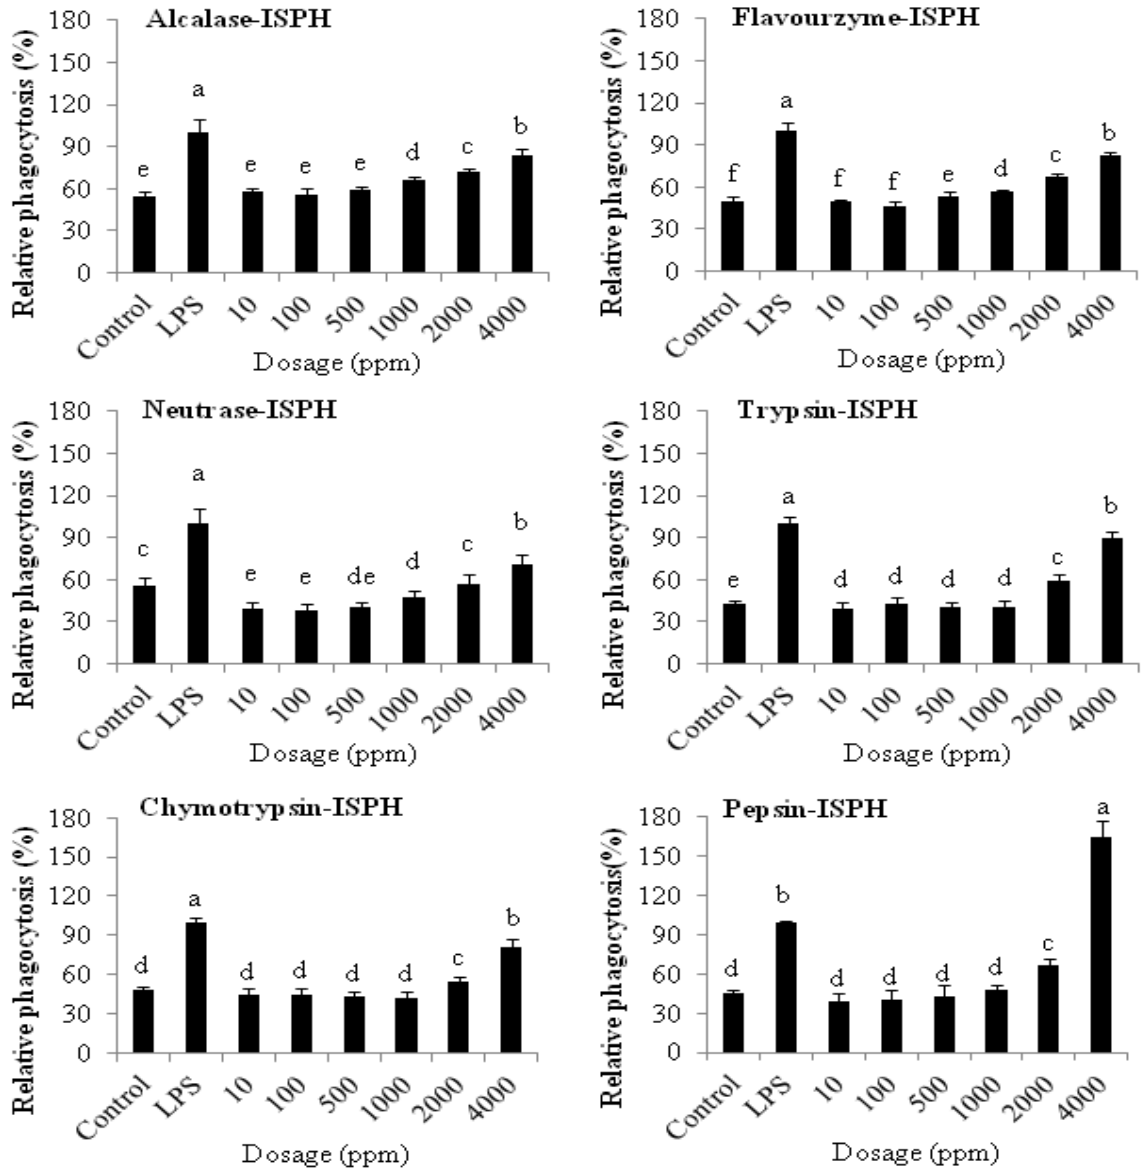 Alcalase-ISPH
Relative phagocytosis (%)
180
150
120
90
60
30
0
e a e e e d c b
Control LPS 10 100 500 1000 2000 4000
Dosage (ppm)
Flavourzyme-ISPH
Relative phagocytosis (%)
180
150
120
90
60
30
0
f a f f e d c b
Control LPS 10 100 500 1000 2000 4000
Dosage (ppm)
Neutrase-ISPH
Relative phagocytosis (%)
180
150
120
90
60
30
0
c a e e de d c b
Control LPS 10 100 500 1000 2000 4000
Dosage (ppm)
Trypsin-ISPH
Relative phagocytosis (%)
180
150
120
90
60
30
0
e a d d d d c b
Control LPS 10 100 500 1000 2000 4000
Dosage (ppm)
Chymotrypsin-ISPH
Relative phagocytosis (%)
180
150
120
90
60
30
0
d a d d d d c b
Control LPS 10 100 500 1000 2000 4000
Dosage (ppm)
Pepsin-ISPH
Relative phagocytosis(%)
180
150
120
90
60
30
0
d b d d d d c a
Control LPS 10 100 500 1000 2000 4000
Dosage (ppm)